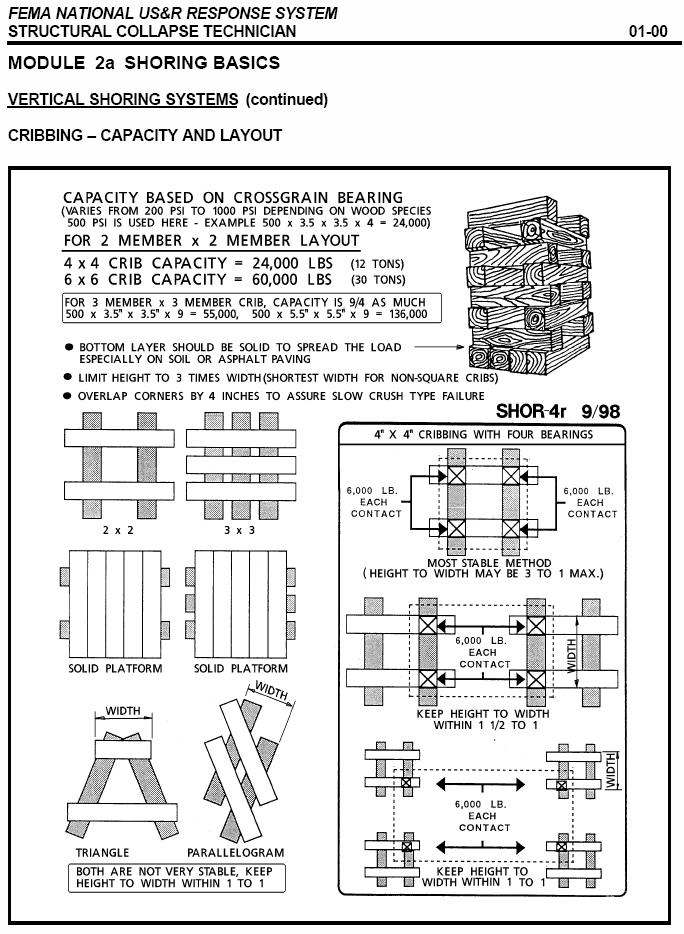 FEMA NATIONAL US&R RESPONSE SYSTEM
STRUCTURAL COLLAPSE TECHNICIAN 01-00
MODULE 2a SHORING BASICS
VERTICAL SHORING SYSTEMS (continued)
CRIBBING – CAPACITY AND LAYOUT
CAPACITY BASED ON CROSSGRAIN BEARING
(VARIES FROM 200 PSI TO 1000 PSI DEPENDING ON WOOD SPECIES
500 PSI IS USED HERE - EXAMPLE 500 x 3.5 x 3.5 x 4 = 24,000)
FOR 2 MEMBER x 2 MEMBER LAYOUT
4 x 4 CRIB CAPACITY = 24,000 LBS (12 TONS)
6 x 6 CRIB CAPACITY = 60,000 LBS (30 TONS)
FOR 3 MEMBER x 3 MEMBER CRIB, CAPACITY IS 9/4 AS MUCH
500 x 3.5" x 3.5" x 9 = 55,000, 500 x 5.5" x 5.5" x 9 = 136,000
● BOTTOM LAYER SHOULD BE SOLID TO SPREAD THE LOAD
ESPECIALLY ON SOIL OR ASPHALT PAVING
● LIMIT HEIGHT TO 3 TIMES WIDTH (SHORTEST WIDTH FOR NON-SQUARE CRIBS)
● OVERLAP CORNERS BY 4 INCHES TO ASSURE SLOW CRUSH TYPE FAILURE
SHOR-4r 9/98
2 x 2
3 x 3
SOLID PLATFORM
SOLID PLATFORM
WIDTH
WIDTH
TRIANGLE
PARALLELOGRAM
BOTH ARE NOT VERY STABLE, KEEP
HEIGHT TO WIDTH WITHIN 1 TO 1
4" X 4" CRIBBING WITH FOUR BEARINGS
6,000 LB.
EACH
CONTACT
6,000 LB.
EACH
CONTACT
MOST STABLE METHOD
(HEIGHT TO WIDTH MAY BE 3 TO 1 MAX.)
6,000 LB.
EACH
CONTACT
WIDTH
KEEP HEIGHT TO WIDTH
WITHIN 1 1/2 TO 1
WIDTH
6,000 LB.
EACH
CONTACT
KEEP HEIGHT TO
WIDTH WITHIN 1 TO 1